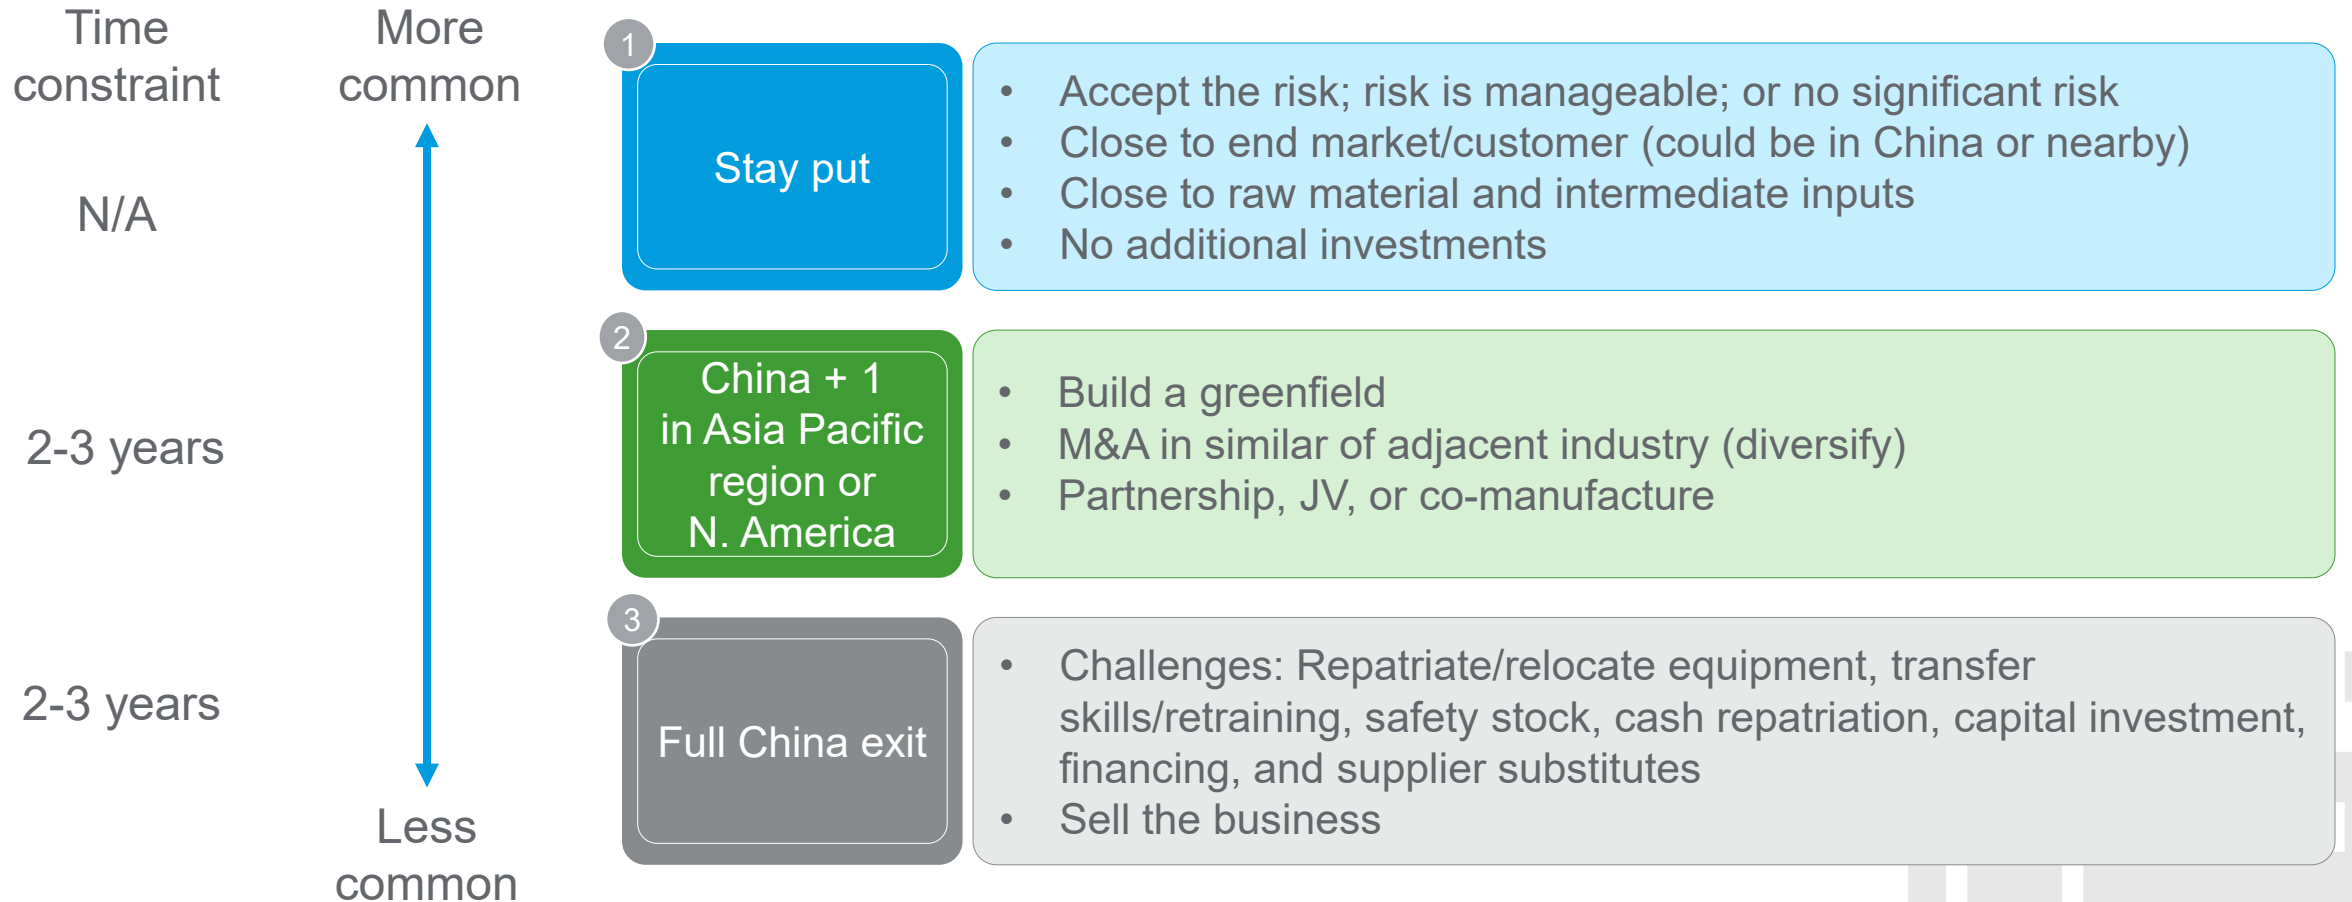 Time
constraint
More
common
N/A
2-3 years
2-3 years
Less
common
1
Stay put
• Accept the risk; risk is manageable; or no significant risk
• Close to end market/customer (could be in China or nearby)
• Close to raw material and intermediate inputs
• No additional investments
2
China + 1
in Asia Pacific
region or
N. America
• Build a greenfield
• M&A in similar of adjacent industry (diversify)
• Partnership, JV, or co-manufacture
3
Full China exit
• Challenges: Repatriate/relocate equipment, transfer
skills/retraining, safety stock, cash repatriation, capital investment,
financing, and supplier substitutes
• Sell the business